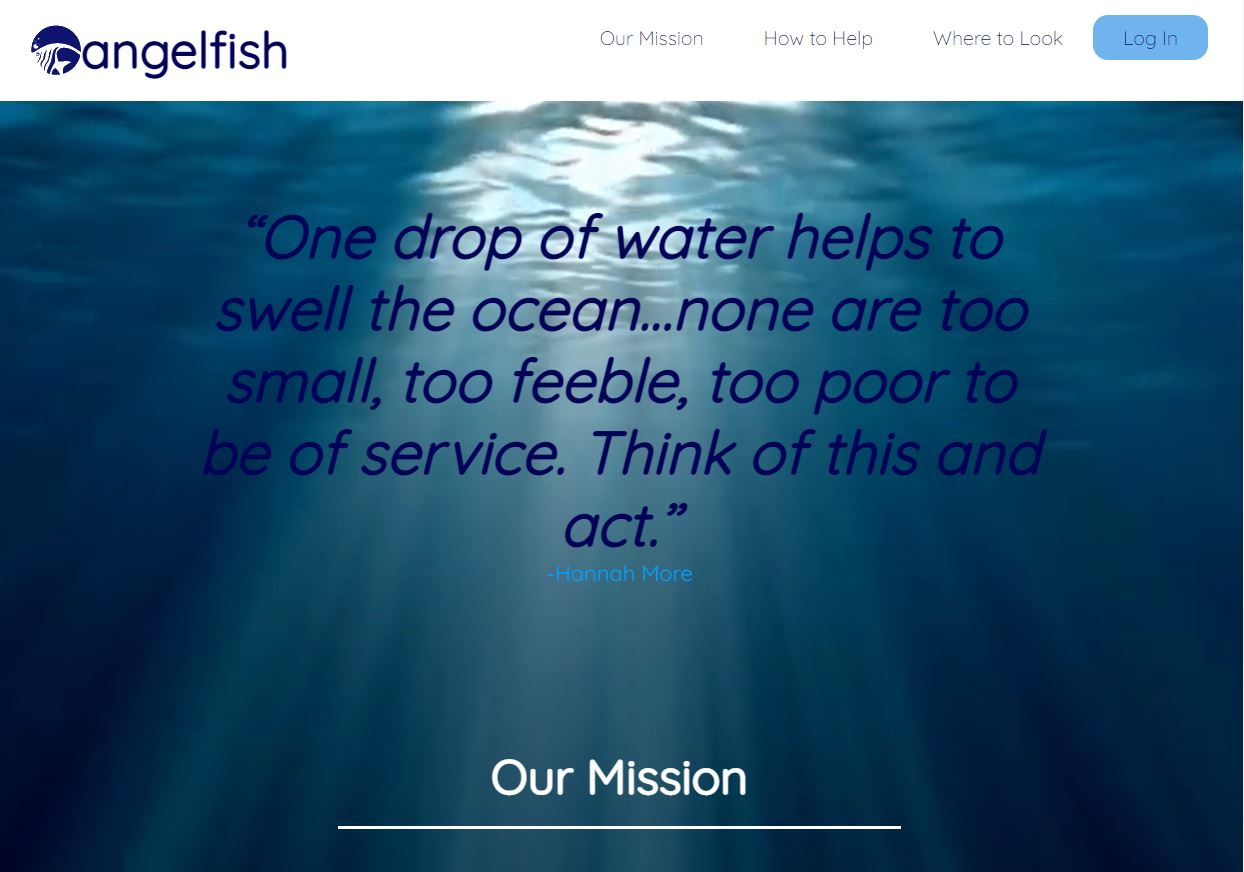 angelfish
Our Mission
How to Help
Where to Look
Log In
“One drop of water helps to
swell the ocean...none are too
small, too feeble, too poor to
be of service. Think of this and
act.”
-Hannah More
Our Mission